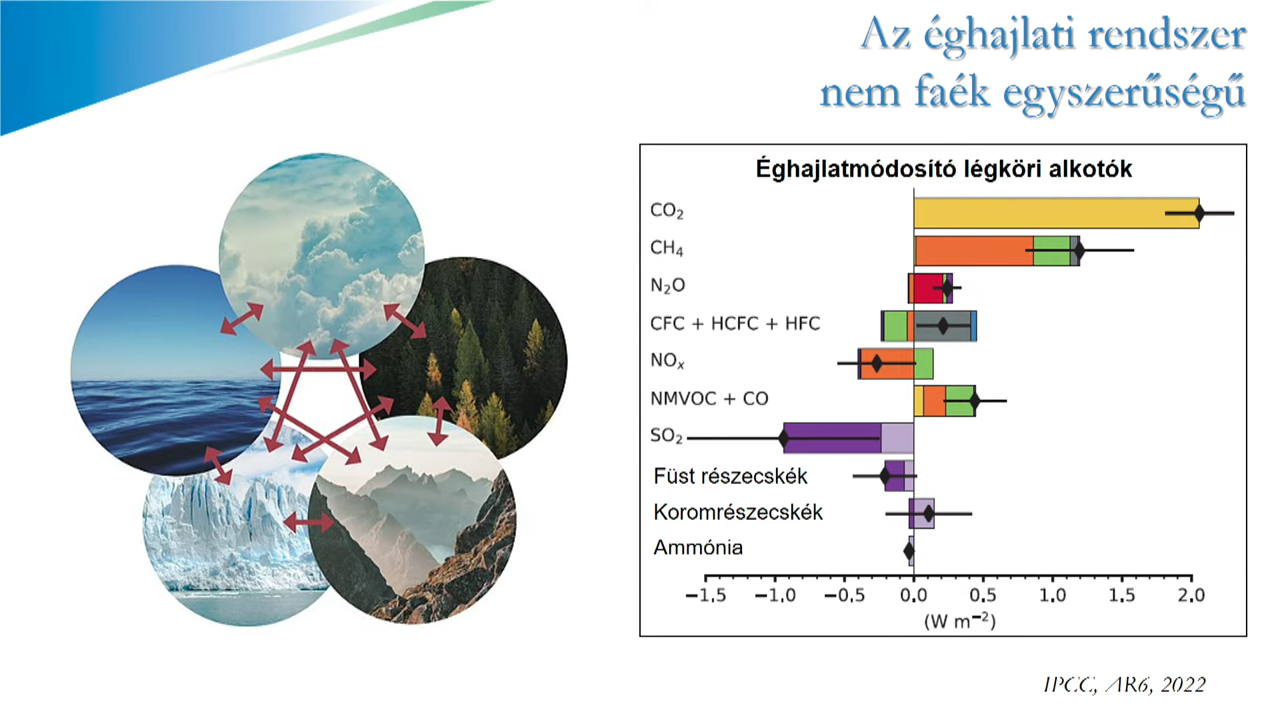 Az éghajlati rendszer
nem faék egyszerűségű
Éghajlatmódosító légköri alkotók
CO₂
CH₄
N₂O
CFC + HCFC + HFC
NOₓ
NMVOC + CO
SO₂
Füst részecskék
Koromrészecskék
Ammónia
−1.5 −1.0 −0.5 0.0 0.5 1.0 1.5 2.0
(W m⁻²)
IPCC, AR6, 2022